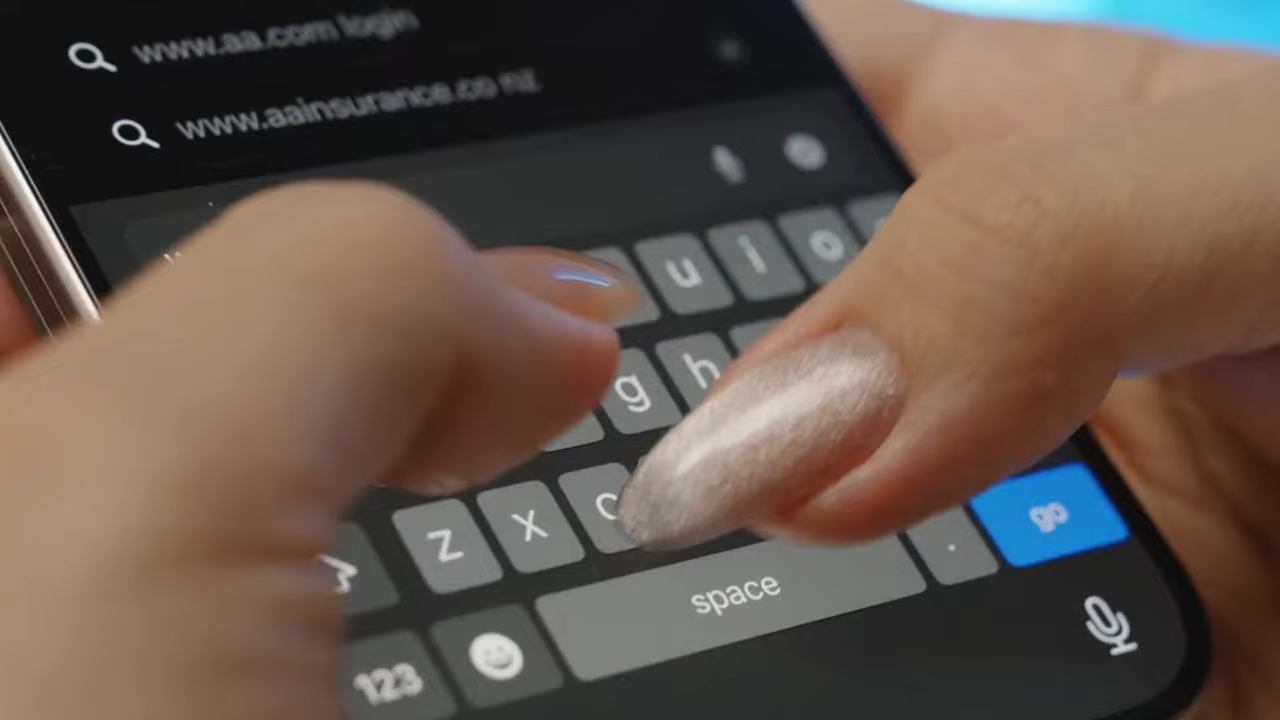 www.aa.com login
www.aainsurance.co nz
u i o
g h
z x c
. go
123 space